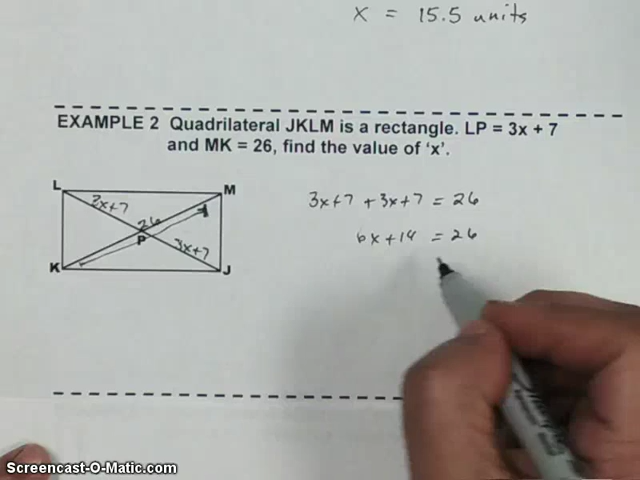 x = 15.5 units
EXAMPLE 2 Quadrilateral JKLM is a rectangle. LP = 3x + 7
and MK = 26, find the value of ‘x’.
L
M
3x+7
26
P
3x+7
K
J
3x+7 + 3x+7 = 26
6x+14 = 26
Screencast-O-Matic.com